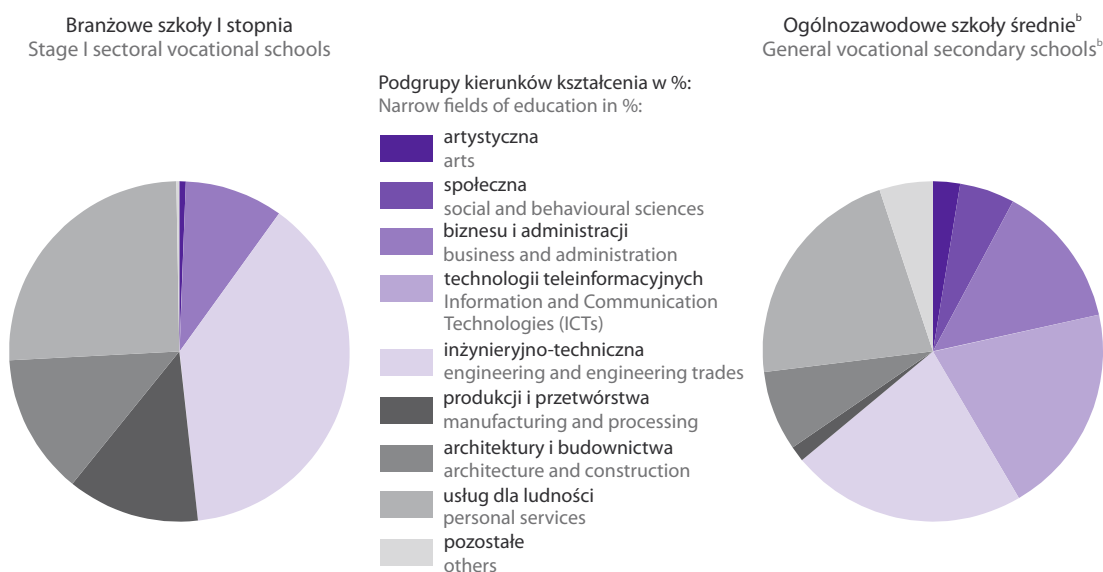 Branżowe szkoły I stopnia
Stage I sectoral vocational schools
Ogólnozawodowe szkoły średnieᵇ
General vocational secondary schoolsᵇ
Podgrupy kierunków kształcenia w %:
Narrow fields of education in %:
artystyczna
arts
społeczna
social and behavioural sciences
biznesu i administracji
business and administration
technologii teleinformacyjnych
Information and Communication
Technologies (ICTs)
inżynieryjno-techniczna
engineering and engineering trades
produkcji i przetwórstwa
manufacturing and processing
architektury i budownictwa
architecture and construction
usług dla ludności
personal services
pozostałe
others